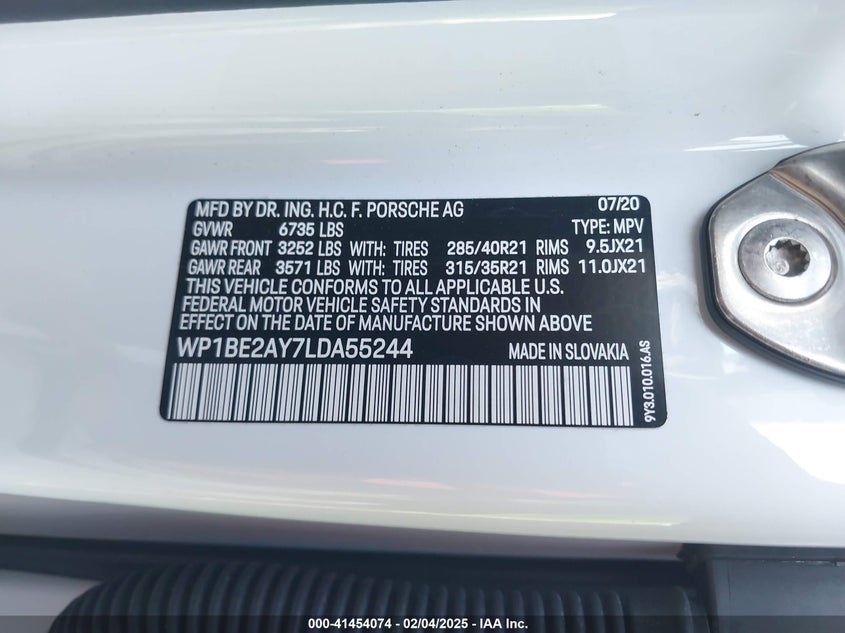 MFD BY DR. ING. H.C. F. PORSCHE AG 07/20
GVWR 6735 LBS TYPE: MPV
GAWR FRONT 3252 LBS WITH: TIRES 285/40R21 RIMS 9.5JX21
GAWR REAR 3571 LBS WITH: TIRES 315/35R21 RIMS 11.0JX21
THIS VEHICLE CONFORMS TO ALL APPLICABLE U.S.
FEDERAL MOTOR VEHICLE SAFETY STANDARDS IN
EFFECT ON THE DATE OF MANUFACTURE SHOWN ABOVE
WP1BE2AY7LDA55244 MADE IN SLOVAKIA
9Y3.010.016.AS
000-41454074 - 02/04/2025 - IAA Inc.